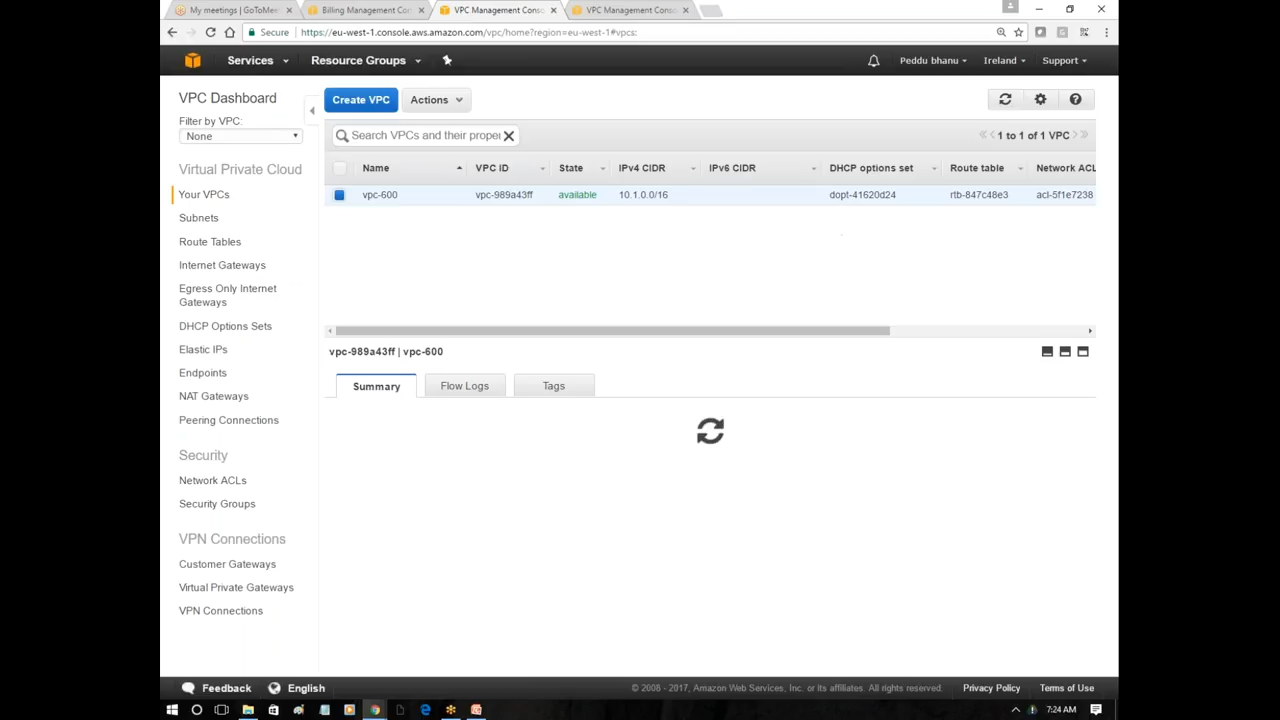 My meetings | GoToMee
Billing Management Con
VPC Management Conso
VPC Management Conso
Secure
https://eu-west-1.console.aws.amazon.com/vpc/home?region=eu-west-1#vpcs:
Services
Resource Groups
Peddu bhanu
Ireland
Support
VPC Dashboard
Filter by VPC:
None
Virtual Private Cloud
Your VPCs
Subnets
Route Tables
Internet Gateways
Egress Only Internet
Gateways
DHCP Options Sets
Elastic IPs
Endpoints
NAT Gateways
Peering Connections
Security
Network ACLs
Security Groups
VPN Connections
Customer Gateways
Virtual Private Gateways
VPN Connections
Create VPC
Actions
Search VPCs and their proper
1 to 1 of 1 VPC
Name VPC ID State IPv4 CIDR IPv6 CIDR DHCP options set Route table Network ACL
vpc-600 vpc-989a43ff available 10.1.0.0/16 dopt-41620d24 rtb-847c48e3 acl-5f1e7238
vpc-989a43ff | vpc-600
Summary
Flow Logs
Tags
Feedback
English
© 2008 - 2017, Amazon Web Services, Inc. or its affiliates. All rights reserved.
Privacy Policy
Terms of Use
7:24 AM